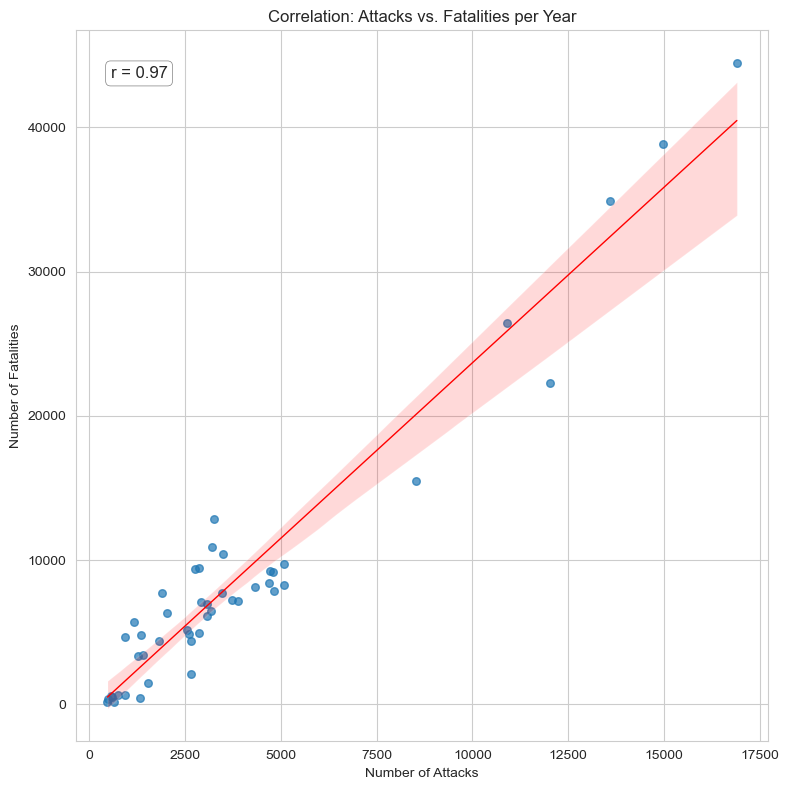 Correlation: Attacks vs. Fatalities per Year
r = 0.97
Number of Fatalities
40000
30000
20000
10000
0
0 2500 5000 7500 10000 12500 15000 17500
Number of Attacks